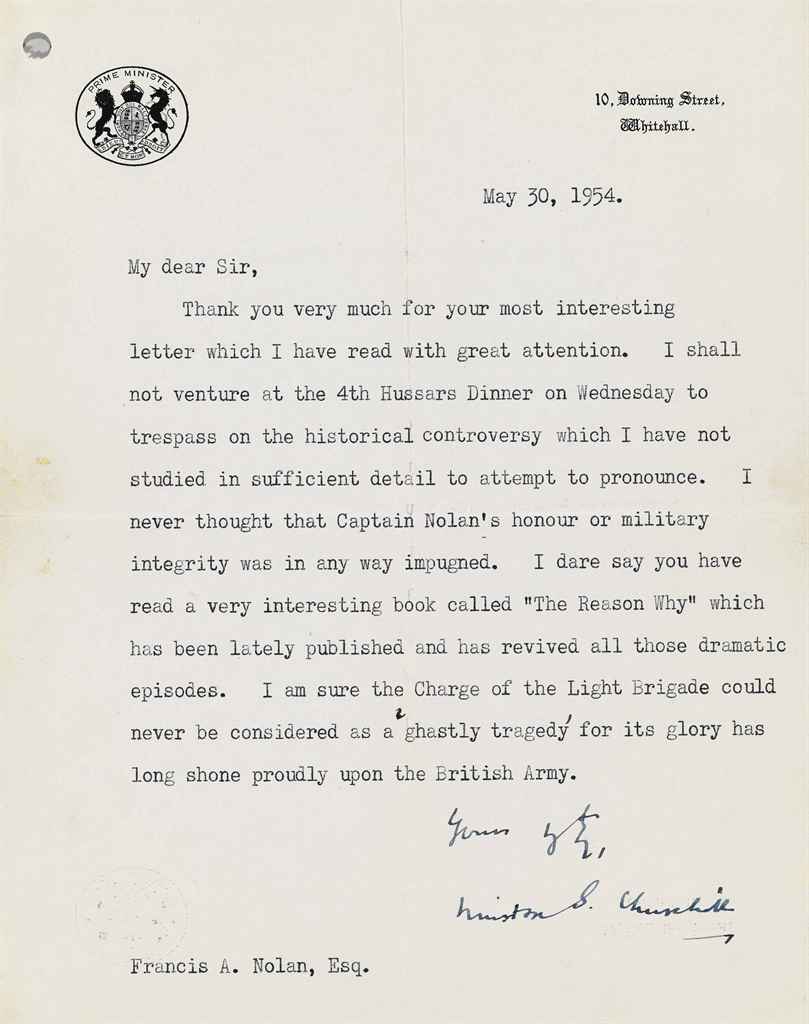 PRIME MINISTER
10, Downing Street,
Whitehall.
May 30, 1954.
My dear Sir,
Thank you very much for your most interesting
letter which I have read with great attention. I shall
not venture at the 4th Hussars Dinner on Wednesday to
trespass on the historical controversy which I have not
studied in sufficient detail to attempt to pronounce. I
never thought that Captain Nolan's honour or military
integrity was in any way impugned. I dare say you have
read a very interesting book called "The Reason Why" which
has been lately published and has revived all those dramatic
episodes. I am sure the Charge of the Light Brigade could
never be considered as a 'ghastly tragedy' for its glory has
long shone proudly upon the British Army.
Yours
Winston S. Churchill
Francis A. Nolan, Esq.